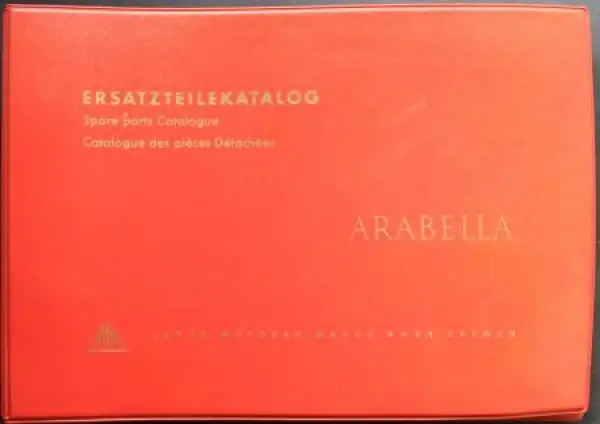 ERSATZTEILEKATALOG
Spare Parts Catalogue
Catalogue des pièces Détachées
ARABELLA
LLOYD MOTOREN WERKE GMBH BREMEN